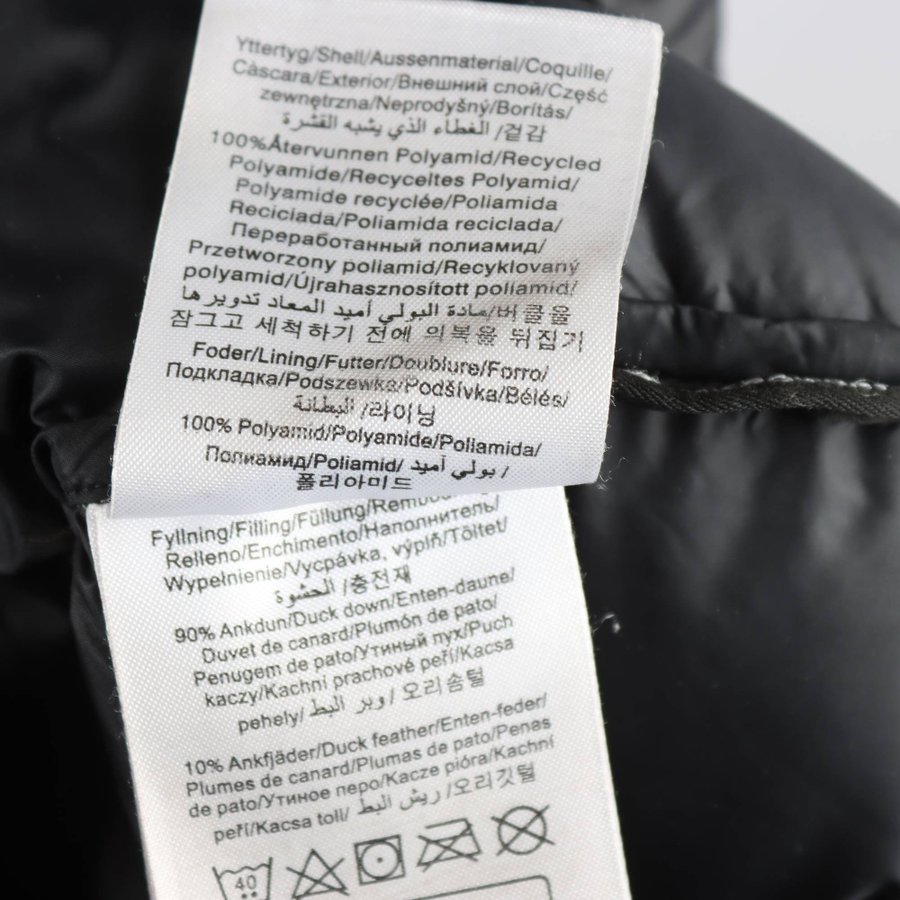 Yttertyg/Shell/Aussenmaterial/Coquille/
Càscara/Exterior/Внешний слой/Część
zewnętrzna/Neprodyšný/Borítás/
الغطاء الذي يشبه القشرة/겉감
100%Återvunnen Polyamid/Recycled
Polyamide/Recyceltes Polyamid/
Polyamide recyclée/Poliamida
Reciclada/Poliamida reciclada/
Переработанный полиамид/
Przetworzony poliamid/Recyklovaný
polyamid/Újrahasznosított poliamid/
مادة البولي أميد المعاد تدويرها/버클을
잠그고 세척하기 전에 의복을 뒤집기
Foder/Lining/Futter/Doublure/Forro/
Подкладка/Podszewka/Podšívka/Bélés/
البطانة/라이닝
100% Polyamid/Polyamide/Poliamida/
Полиамид/Poliamid/ بولي أميد /
폴리아미드
Fyllning/Filling/Füllung/
Relleno/Enchimento/Наполнитель/
Wypełnienie/Vycpávka, výplň/Töltet/
الحشوة/충전재
90% Ankdun/Duck down/Enten-daune/
Duvet de canard/Plumón de pato/
Penugem de pato/Утиный пух/Puch
kaczy/Kachní prachové peří/Kacsa
pehely/ وبر البط / 오리솜털
10% Ankfjäder/Duck feather/Enten-feder/
Plumes de canard/Plumas de pato/Penas
de pato/Утиное перо/Kacze pióra/Kachní
peří/Kacsa toll/ ريش البط /오리깃털
40